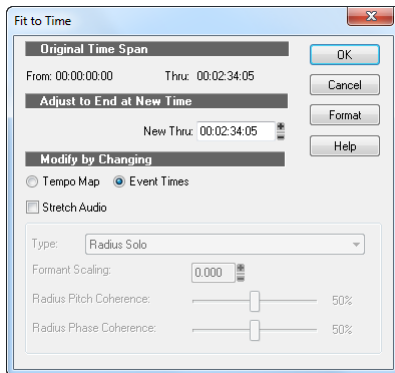 Fit to Time
Original Time Span
OK
From: 00:00:00:00 Thru: 00:02:34:05
Cancel
Adjust to End at New Time
Format
New Thru: 00:02:34:05
Help
Modify by Changing
Tempo Map Event Times
Stretch Audio
Type: Radius Solo
Formant Scaling: 0.000
Radius Pitch Coherence: 50%
Radius Phase Coherence: 50%